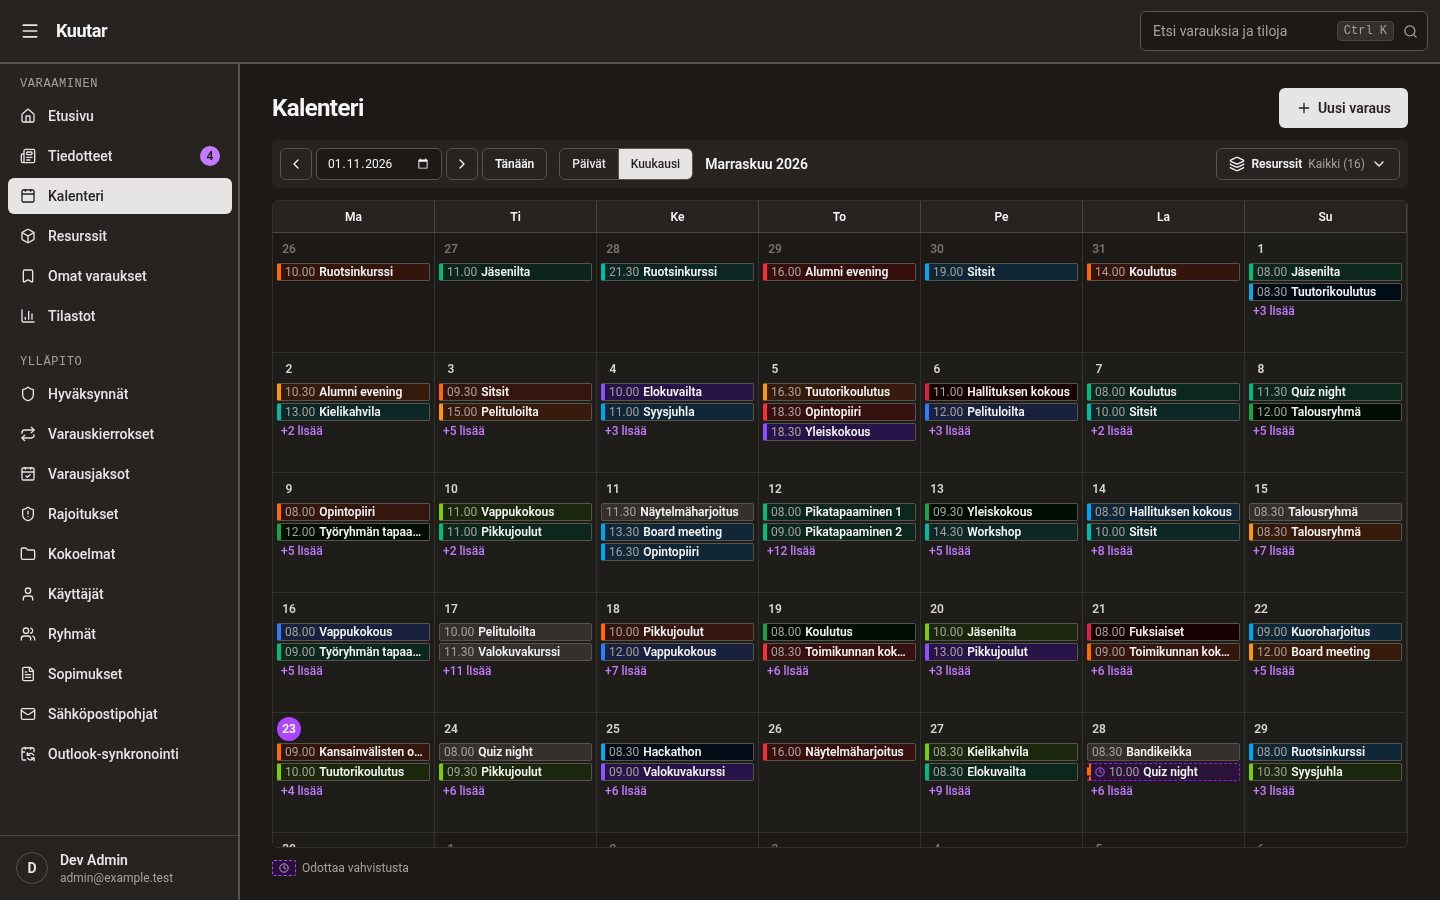 Kuutar
Etsi varauksia ja tiloja Ctrl K
VARAAMINEN
Etusivu
Tiedotteet 4
Kalenteri
Resurssit
Omat varaukset
Tilastot
YLLÄPITO
Hyväksynnät
Varauskierrokset
Varausjaksot
Rajoitukset
Kokoelmat
Käyttäjät
Ryhmät
Sopimukset
Sähköpostipohjat
Outlook-synkronointi
Dev Admin
D
admin@example.test
Kalenteri
Uusi varaus
01.11.2026 Tänään Päivät Kuukausi Marraskuu 2026 Resurssit Kaikki (16)
Ma Ti Ke To Pe La Su
26 27 28 29 30 31 1
10.00 Ruotsinkurssi 11.00 Jäsenilta 21.30 Ruotsinkurssi 16.00 Alumni evening 19.00 Sitsit 14.00 Koulutus 08.00 Jäsenilta
08.30 Tuutorikoulutus
+3 lisää
2 3 4 5 6 7 8
10.30 Alumni evening 09.30 Sitsit 10.00 Elokuvailta 16.30 Tuutorikoulutus 11.00 Hallituksen kokous 08.00 Koulutus 11.30 Quiz night
13.00 Kielikahvila 15.00 Pelituloilta 11.00 Syysjuhla 18.30 Opintopiiri 12.00 Pelituloilta 10.00 Sitsit 12.00 Talousryhmä
+2 lisää +5 lisää +3 lisää 18.30 Yleiskokous +3 lisää +2 lisää +5 lisää
9 10 11 12 13 14 15
08.00 Opintopiiri 11.00 Vappukokous 11.30 Näytelmäharjoitus 08.00 Pikatapaaminen 1 09.30 Yleiskokous 08.30 Hallituksen kokous 08.30 Talousryhmä
12.00 Työryhmän tapaa... 11.00 Pikkujoulut 13.30 Board meeting 09.00 Pikatapaaminen 2 14.30 Workshop 10.00 Sitsit 08.30 Talousryhmä
+5 lisää +2 lisää 16.30 Opintopiiri +12 lisää +5 lisää +8 lisää +7 lisää
16 17 18 19 20 21 22
08.00 Vappukokous 10.00 Pelituloilta 10.00 Pikkujoulut 08.00 Koulutus 10.00 Jäsenilta 08.00 Fuksiaiset 09.00 Kuoroharjoitus
09.00 Työryhmän tapaa... 11.30 Valokuvakurssi 12.00 Vappukokous 08.30 Toimikunnan kok... 13.00 Pikkujoulut 09.00 Toimikunnan kok... 12.00 Board meeting
+5 lisää +11 lisää +7 lisää +6 lisää +3 lisää +6 lisää +5 lisää
23 24 25 26 27 28 29
09.00 Kansainvälisten o... 08.00 Quiz night 08.30 Hackathon 16.00 Näytelmäharjoitus 08.30 Kielikahvila 08.30 Bandikeikka 08.00 Ruotsinkurssi
10.00 Tuutorikoulutus 09.30 Pikkujoulut 09.00 Valokuvakurssi 08.30 Elokuvailta 10.00 Quiz night 10.30 Syysjuhla
+4 lisää +6 lisää +6 lisää +9 lisää +6 lisää +3 lisää
Odottaa vahvistusta